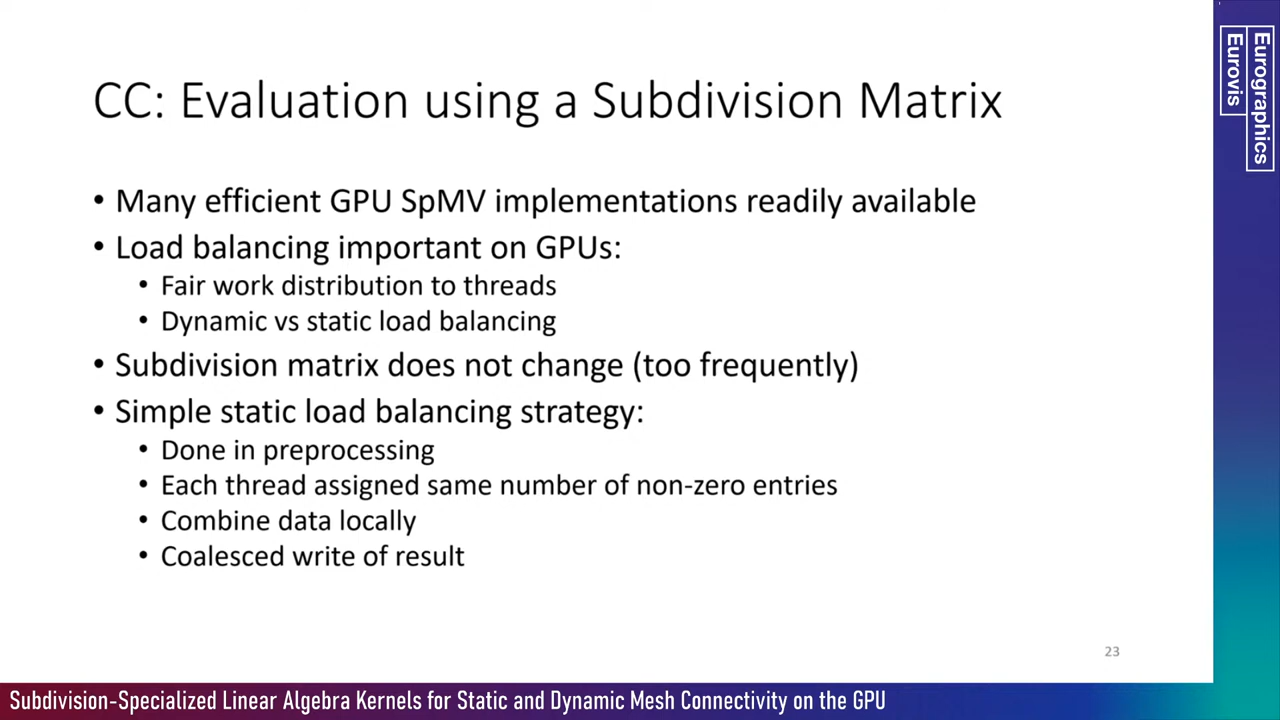 CC: Evaluation using a Subdivision Matrix
• Many efficient GPU SpMV implementations readily available
• Load balancing important on GPUs:
• Fair work distribution to threads
• Dynamic vs static load balancing
• Subdivision matrix does not change (too frequently)
• Simple static load balancing strategy:
• Done in preprocessing
• Each thread assigned same number of non-zero entries
• Combine data locally
• Coalesced write of result
23
Subdivision-Specialized Linear Algebra Kernels for Static and Dynamic Mesh Connectivity on the GPU
Eurographics
Eurovis